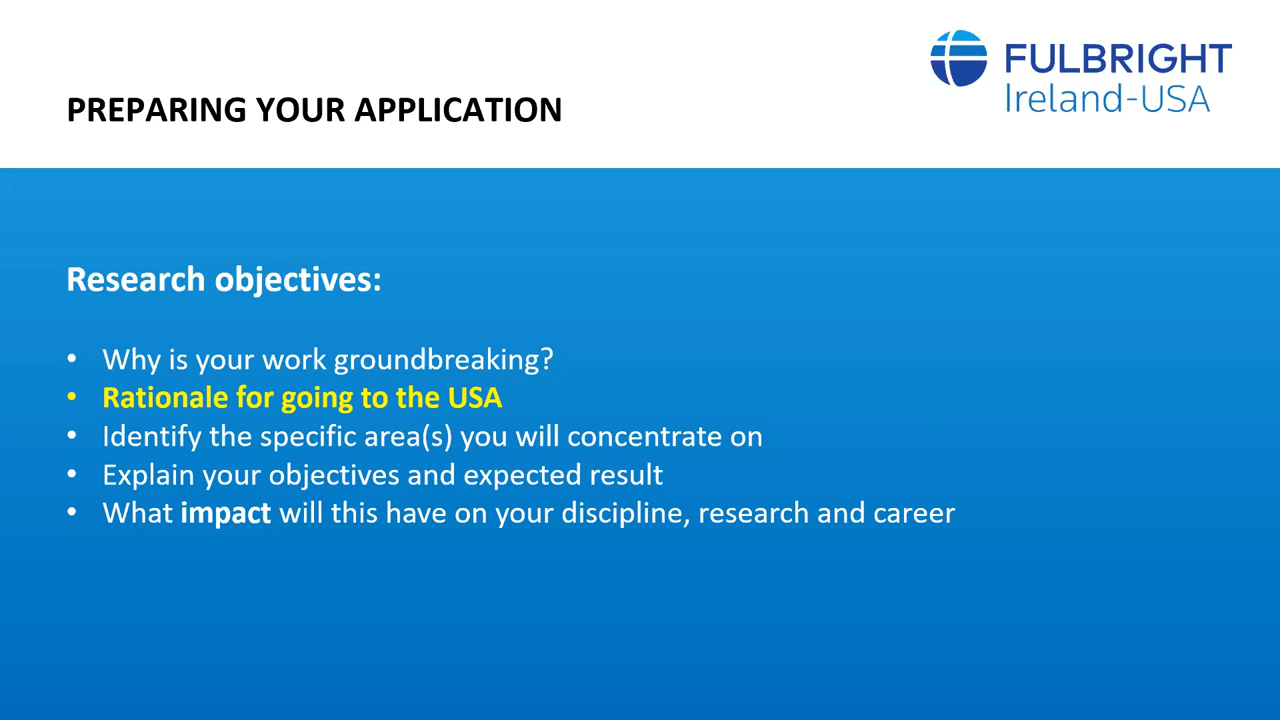 FULBRIGHT
Ireland-USA
PREPARING YOUR APPLICATION
Research objectives:
• Why is your work groundbreaking?
• Rationale for going to the USA
• Identify the specific area(s) you will concentrate on
• Explain your objectives and expected result
• What impact will this have on your discipline, research and career